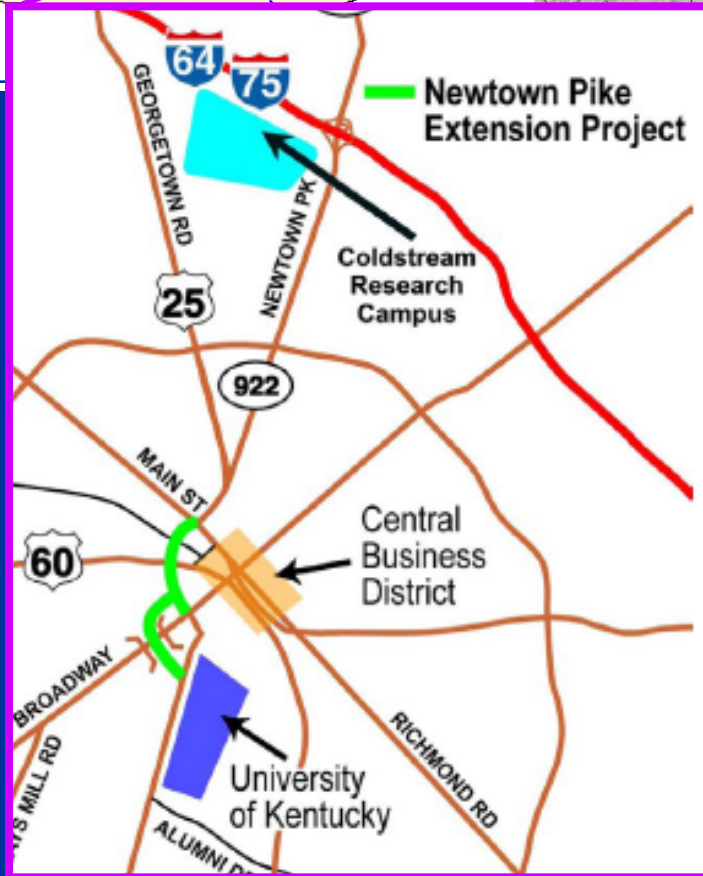 64
75
Newtown Pike
Extension Project
GEORGETOWN RD
NEWTOWN PK
Coldstream
Research
Campus
25
922
MAIN ST
Central
Business
District
60
BROADWAY
RICHMOND RD
University
of Kentucky
MILL RD
ALUMNI